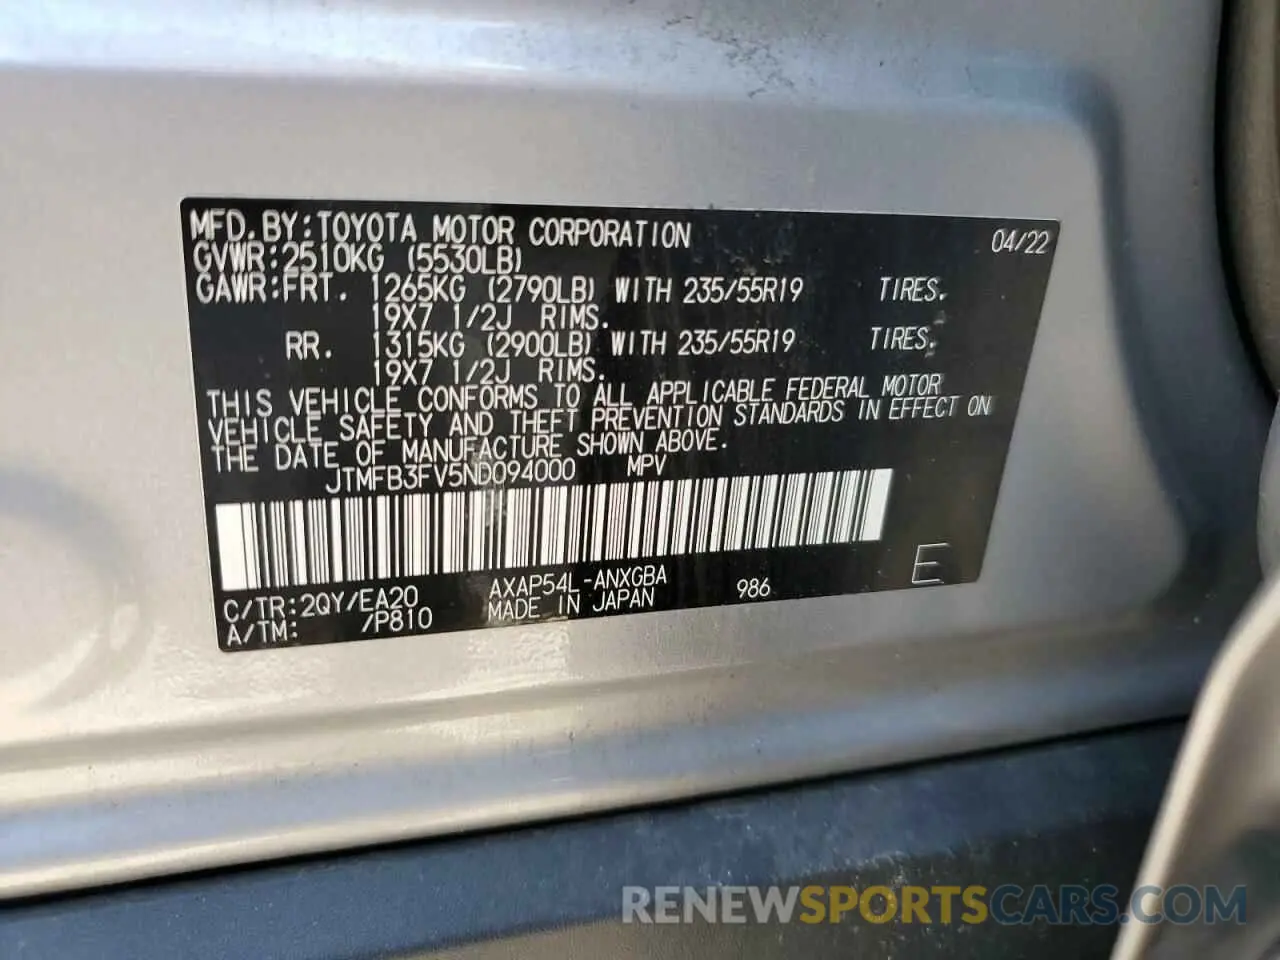 MFD. BY: TOYOTA MOTOR CORPORATION 04/22
GVWR: 2510KG (5530LB)
GAWR: FRT. 1265KG (2790LB) WITH 235/55R19 TIRES.
19X7 1/2J RIMS.
RR. 1315KG (2900LB) WITH 235/55R19 TIRES.
19X7 1/2J RIMS.
THIS VEHICLE CONFORMS TO ALL APPLICABLE FEDERAL MOTOR
VEHICLE SAFETY AND THEFT PREVENTION STANDARDS IN EFFECT ON
THE DATE OF MANUFACTURE SHOWN ABOVE.
JTMFB3FV5ND094000 MPV
C/TR: 2QY/EA20 AXAP54L-ANXGBA 986 E
A/TM: /P810 MADE IN JAPAN
RENEWSPORTSCARS.COM